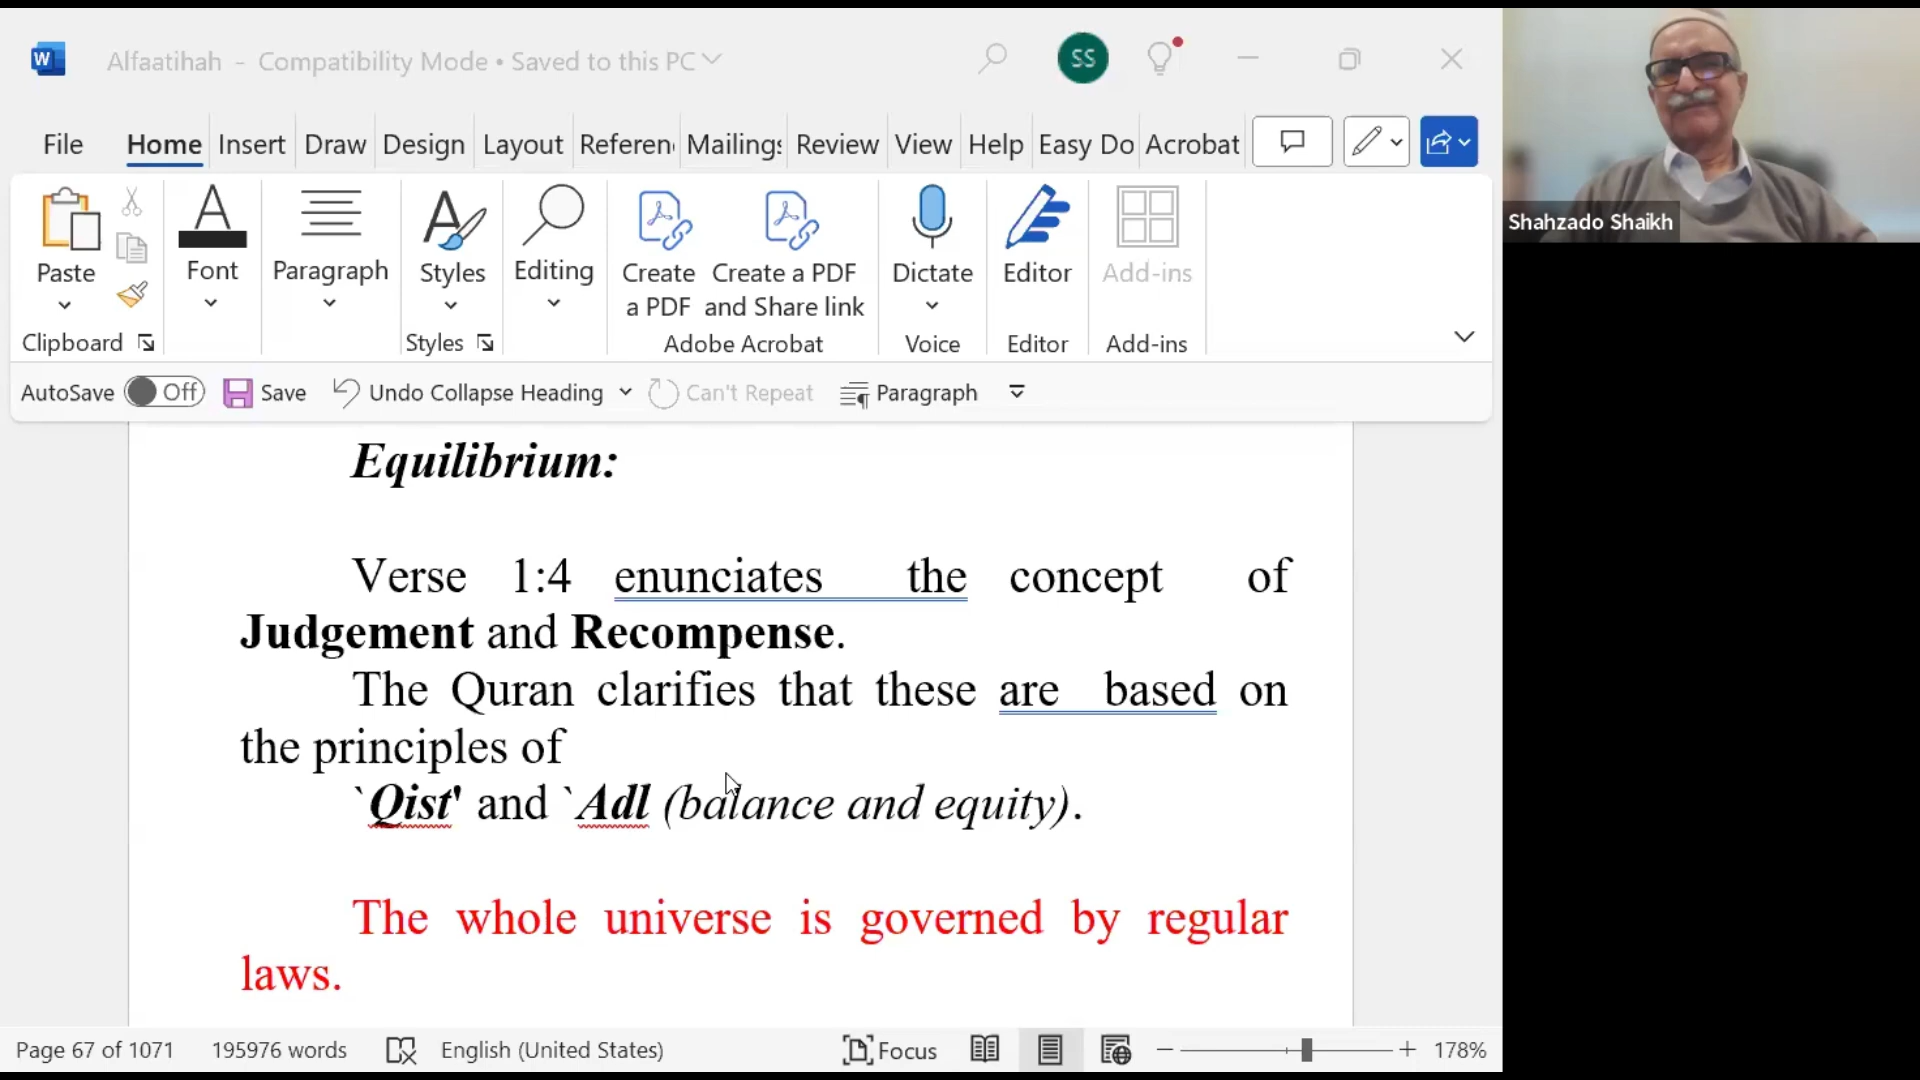 Alfaatihah - Compatibility Mode • Saved to this PC
SS
File Home Insert Draw Design Layout Referen Mailings Review View Help Easy Do Acrobat
Paste Font Paragraph Styles Editing Create a PDF Create a PDF and Share link Dictate Editor Add-ins
Clipboard Styles Adobe Acrobat Voice Editor Add-ins
AutoSave Off Save Undo Collapse Heading Can't Repeat Paragraph
Shahzado Shaikh
Equilibrium:
Verse 1:4 enunciates the concept of
Judgement and Recompense.
The Quran clarifies that these are based on
the principles of
`Qist' and `Adl (balance and equity).
The whole universe is governed by regular
laws.
Page 67 of 1071 195976 words English (United States) Focus 178%